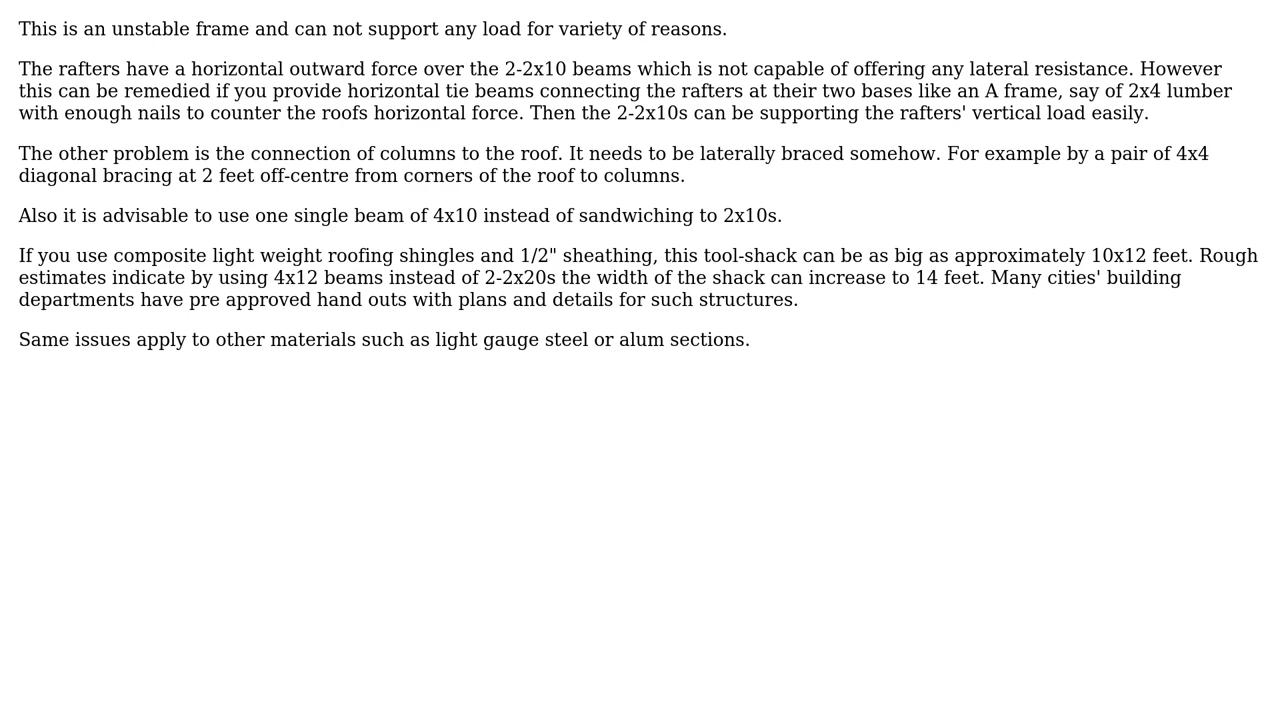 This is an unstable frame and can not support any load for variety of reasons.
The rafters have a horizontal outward force over the 2-2x10 beams which is not capable of offering any lateral resistance. However
this can be remedied if you provide horizontal tie beams connecting the rafters at their two bases like an A frame, say of 2x4 lumber
with enough nails to counter the roofs horizontal force. Then the 2-2x10s can be supporting the rafters' vertical load easily.
The other problem is the connection of columns to the roof. It needs to be laterally braced somehow. For example by a pair of 4x4
diagonal bracing at 2 feet off-centre from corners of the roof to columns.
Also it is advisable to use one single beam of 4x10 instead of sandwiching to 2x10s.
If you use composite light weight roofing shingles and 1/2" sheathing, this tool-shack can be as big as approximately 10x12 feet. Rough
estimates indicate by using 4x12 beams instead of 2-2x20s the width of the shack can increase to 14 feet. Many cities' building
departments have pre approved hand outs with plans and details for such structures.
Same issues apply to other materials such as light gauge steel or alum sections.